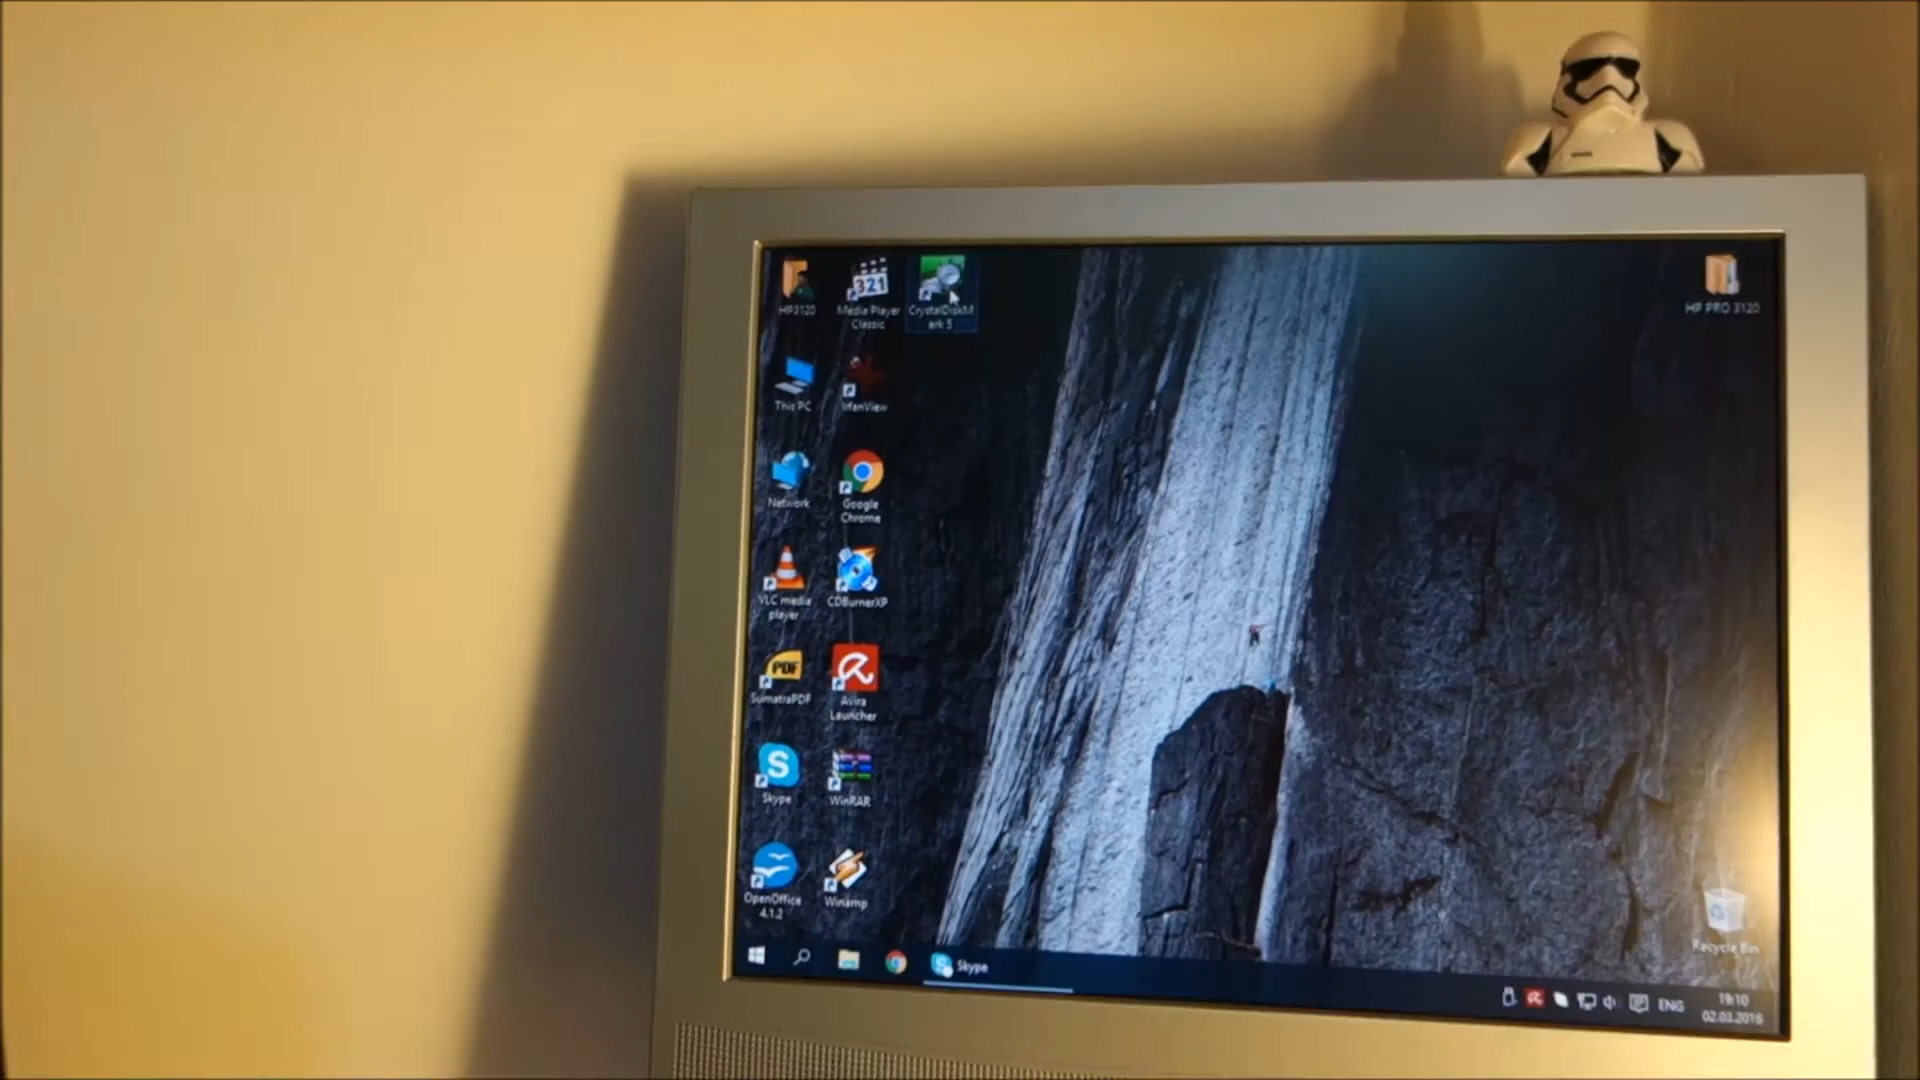 HP3120
321
Media Player
Classic
CrystalDiskM
ark 5
HP PRO 3120
This PC
IrfanView
Network
Google
Chrome
VLC media
player
CDBurnerXP
PDF
SumatraPDF
Avira
Launcher
S
Skype
WinRAR
OpenOffice
4.1.2
Winamp
Recycle Bin
Skype
ENG
19:10
02.03.2016